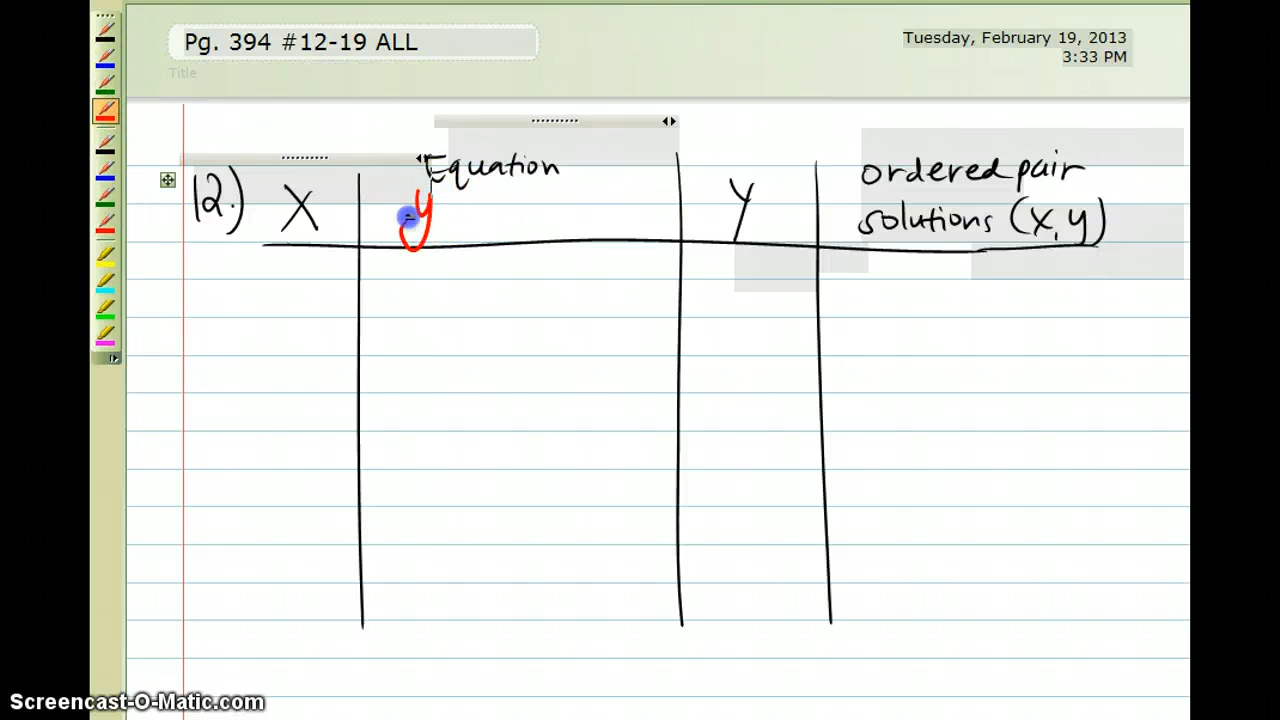 Pg. 394 #12-19 ALL
Tuesday, February 19, 2013
3:33 PM
Title
Equation
ordered pair
12.) X y Y solutions (x, y)
Screencast-O-Matic.com